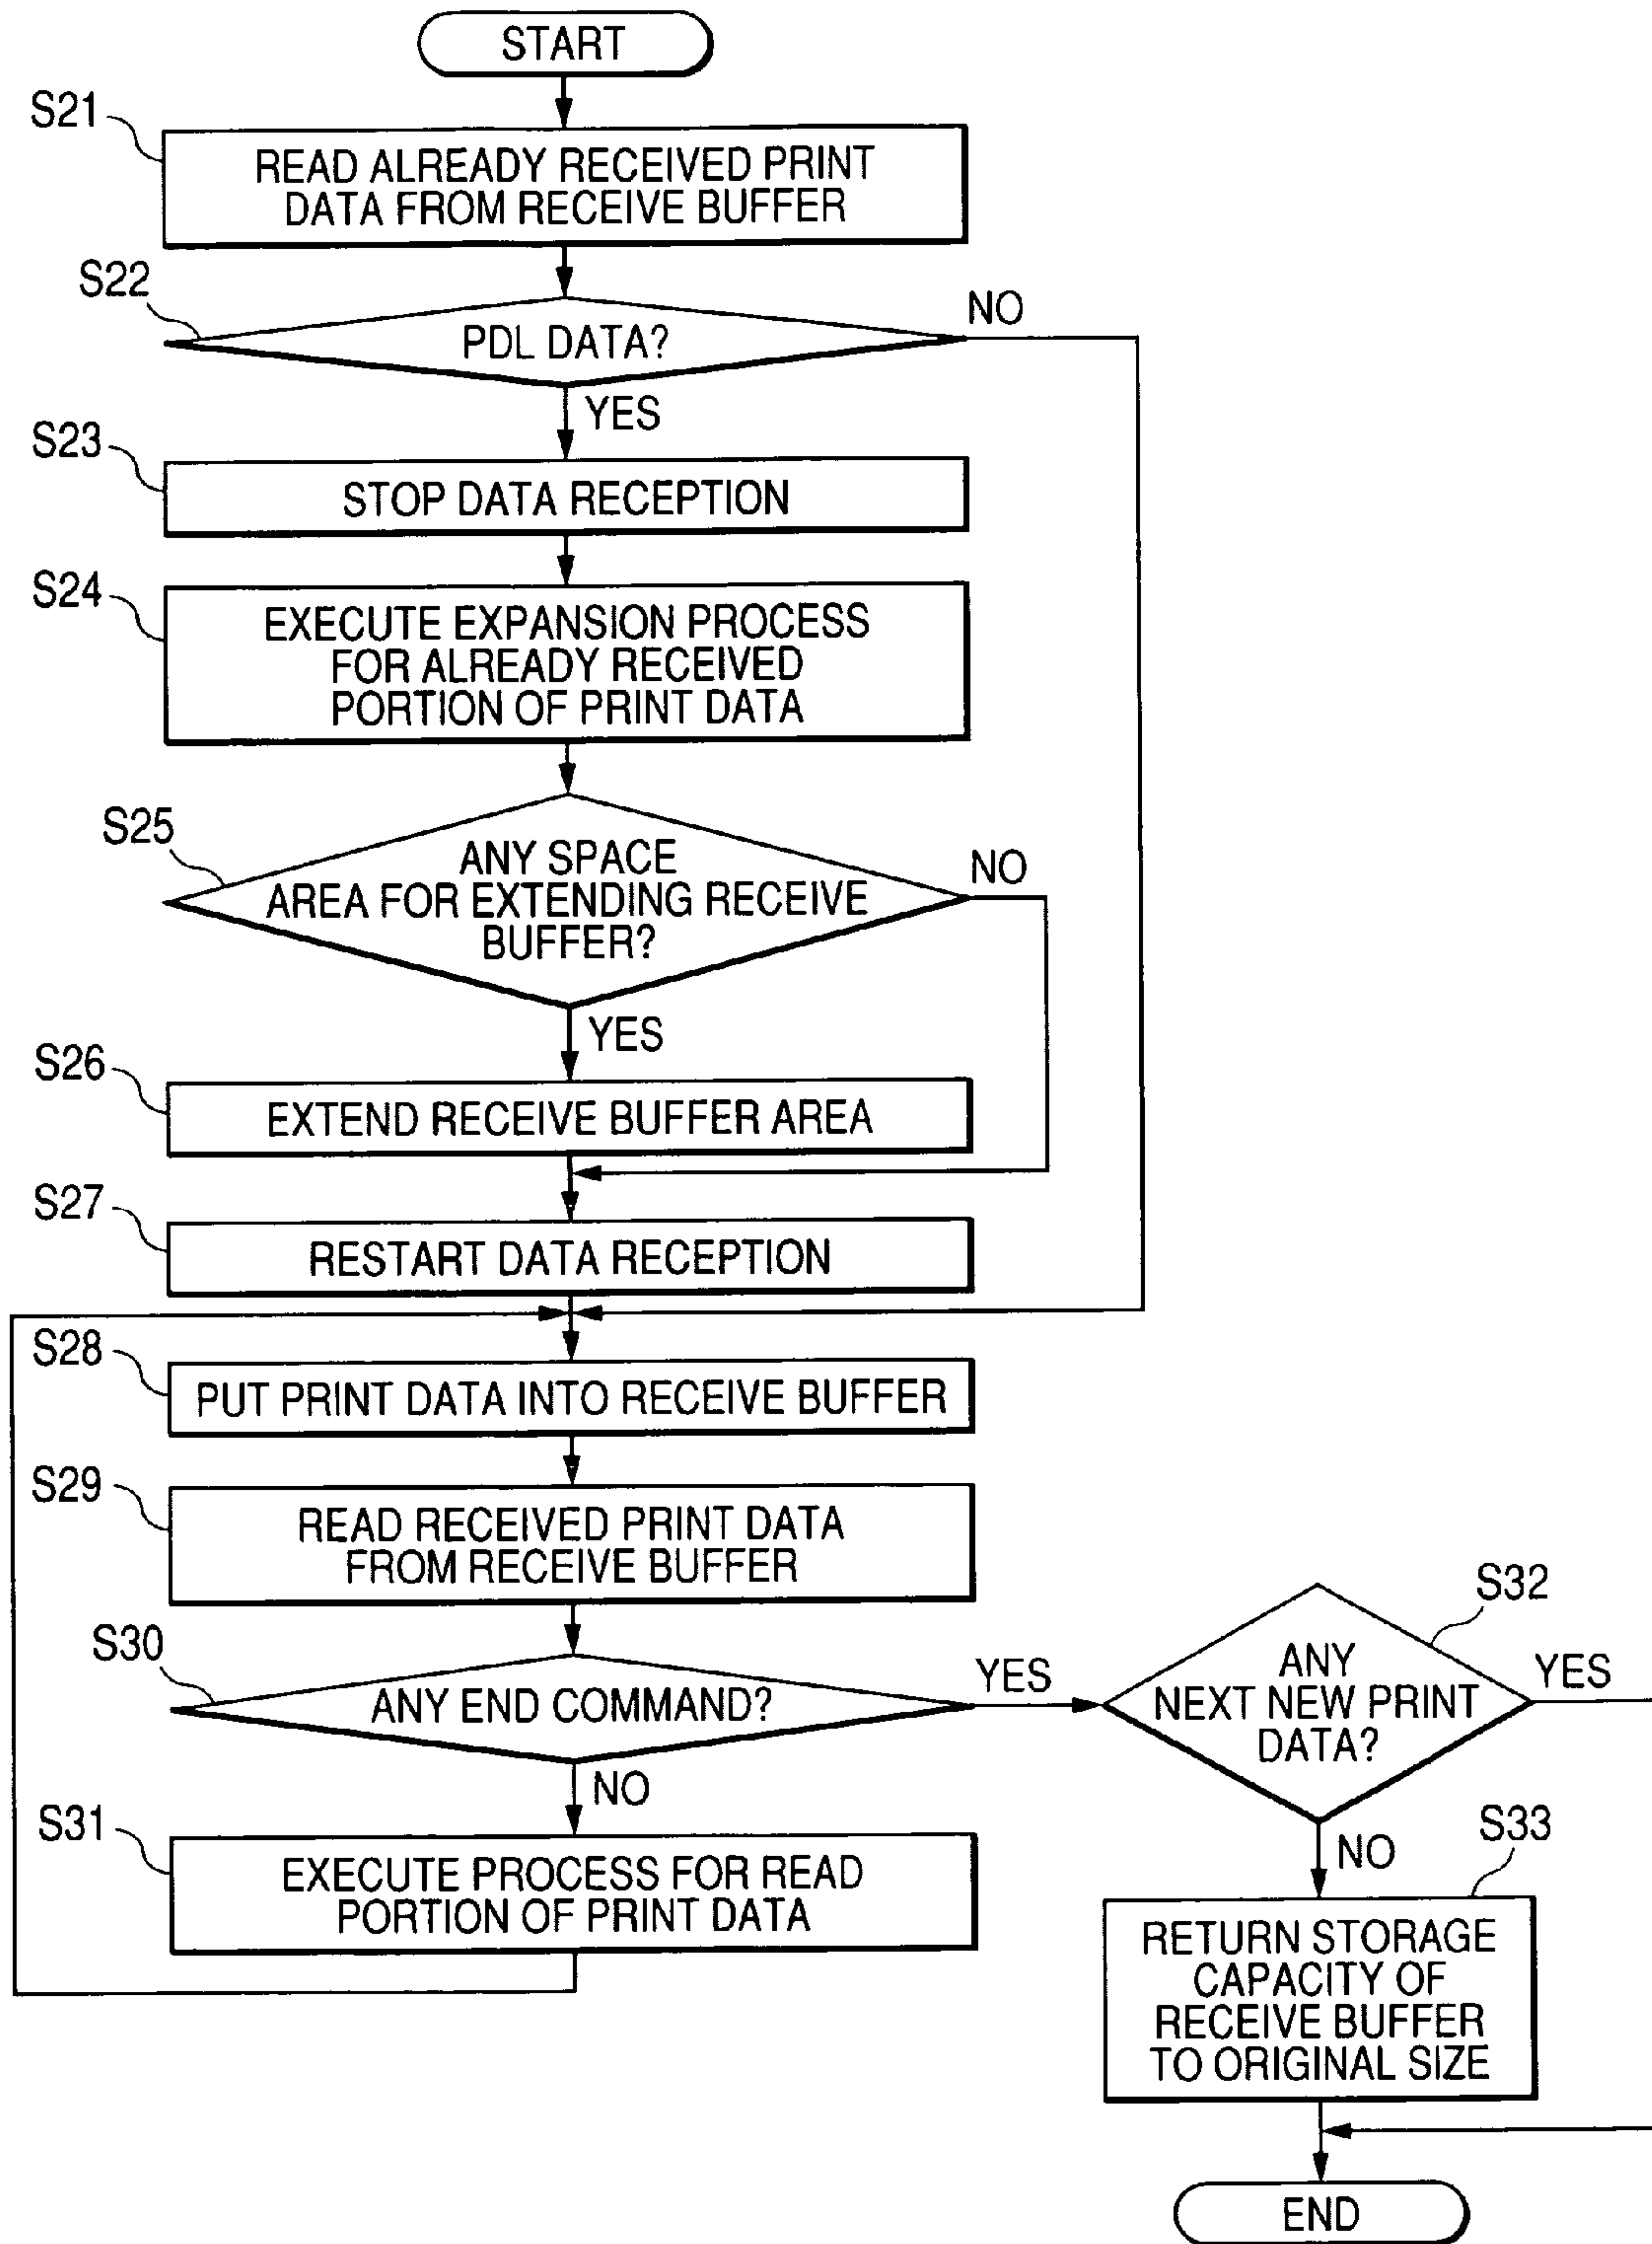 START
S21
READ ALREADY RECEIVED PRINT
DATA FROM RECEIVE BUFFER
S22
PDL DATA?
NO
YES
S23
STOP DATA RECEPTION
S24
EXECUTE EXPANSION PROCESS
FOR ALREADY RECEIVED
PORTION OF PRINT DATA
S25
ANY SPACE
AREA FOR EXTENDING RECEIVE
BUFFER?
NO
YES
S26
EXTEND RECEIVE BUFFER AREA
S27
RESTART DATA RECEPTION
S28
PUT PRINT DATA INTO RECEIVE BUFFER
S29
READ RECEIVED PRINT DATA
FROM RECEIVE BUFFER
S30
ANY END COMMAND?
YES
NO
S31
EXECUTE PROCESS FOR READ
PORTION OF PRINT DATA
S32
ANY
NEXT NEW PRINT
DATA?
YES
NO
S33
RETURN STORAGE
CAPACITY OF
RECEIVE BUFFER
TO ORIGINAL SIZE
END